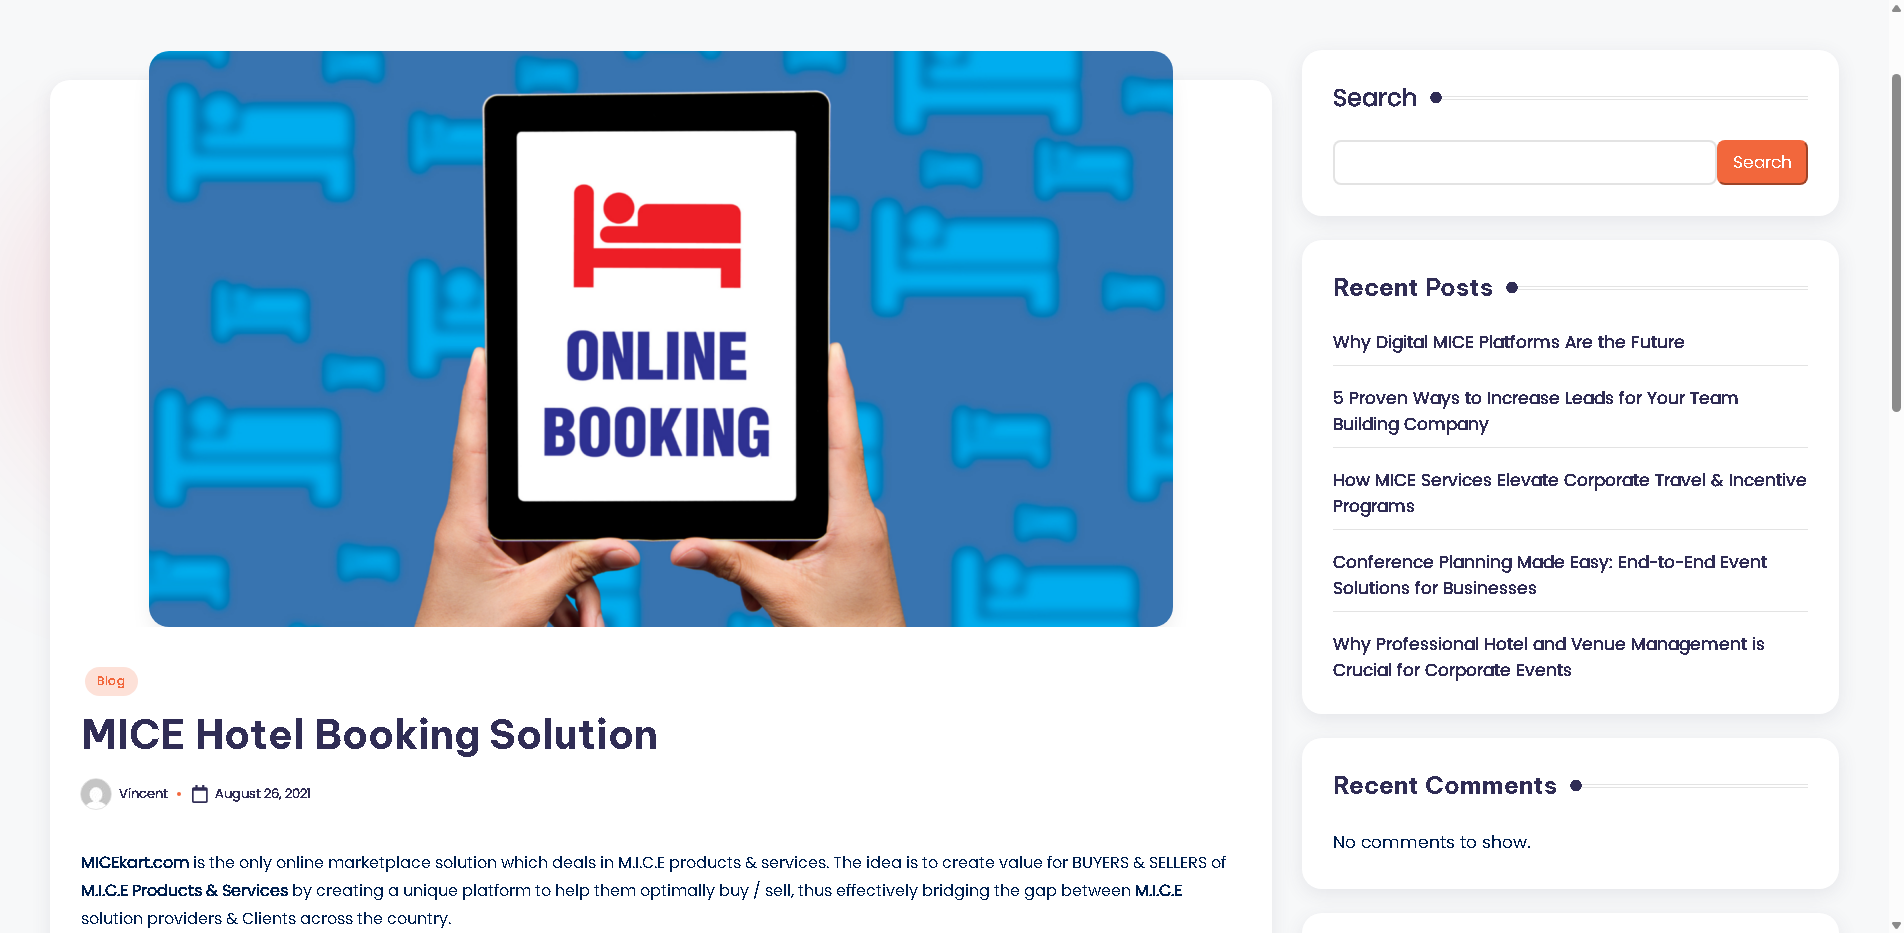 ONLINE
BOOKING
Blog
MICE Hotel Booking Solution
Vincent • August 26, 2021
MICEkart.com is the only online marketplace solution which deals in M.I.C.E products & services. The idea is to create value for BUYERS & SELLERS of
M.I.C.E Products & Services by creating a unique platform to help them optimally buy / sell, thus effectively bridging the gap between M.I.C.E
solution providers & Clients across the country.
Search
Search
Recent Posts
Why Digital MICE Platforms Are the Future
5 Proven Ways to Increase Leads for Your Team
Building Company
How MICE Services Elevate Corporate Travel & Incentive
Programs
Conference Planning Made Easy: End-to-End Event
Solutions for Businesses
Why Professional Hotel and Venue Management is
Crucial for Corporate Events
Recent Comments
No comments to show.